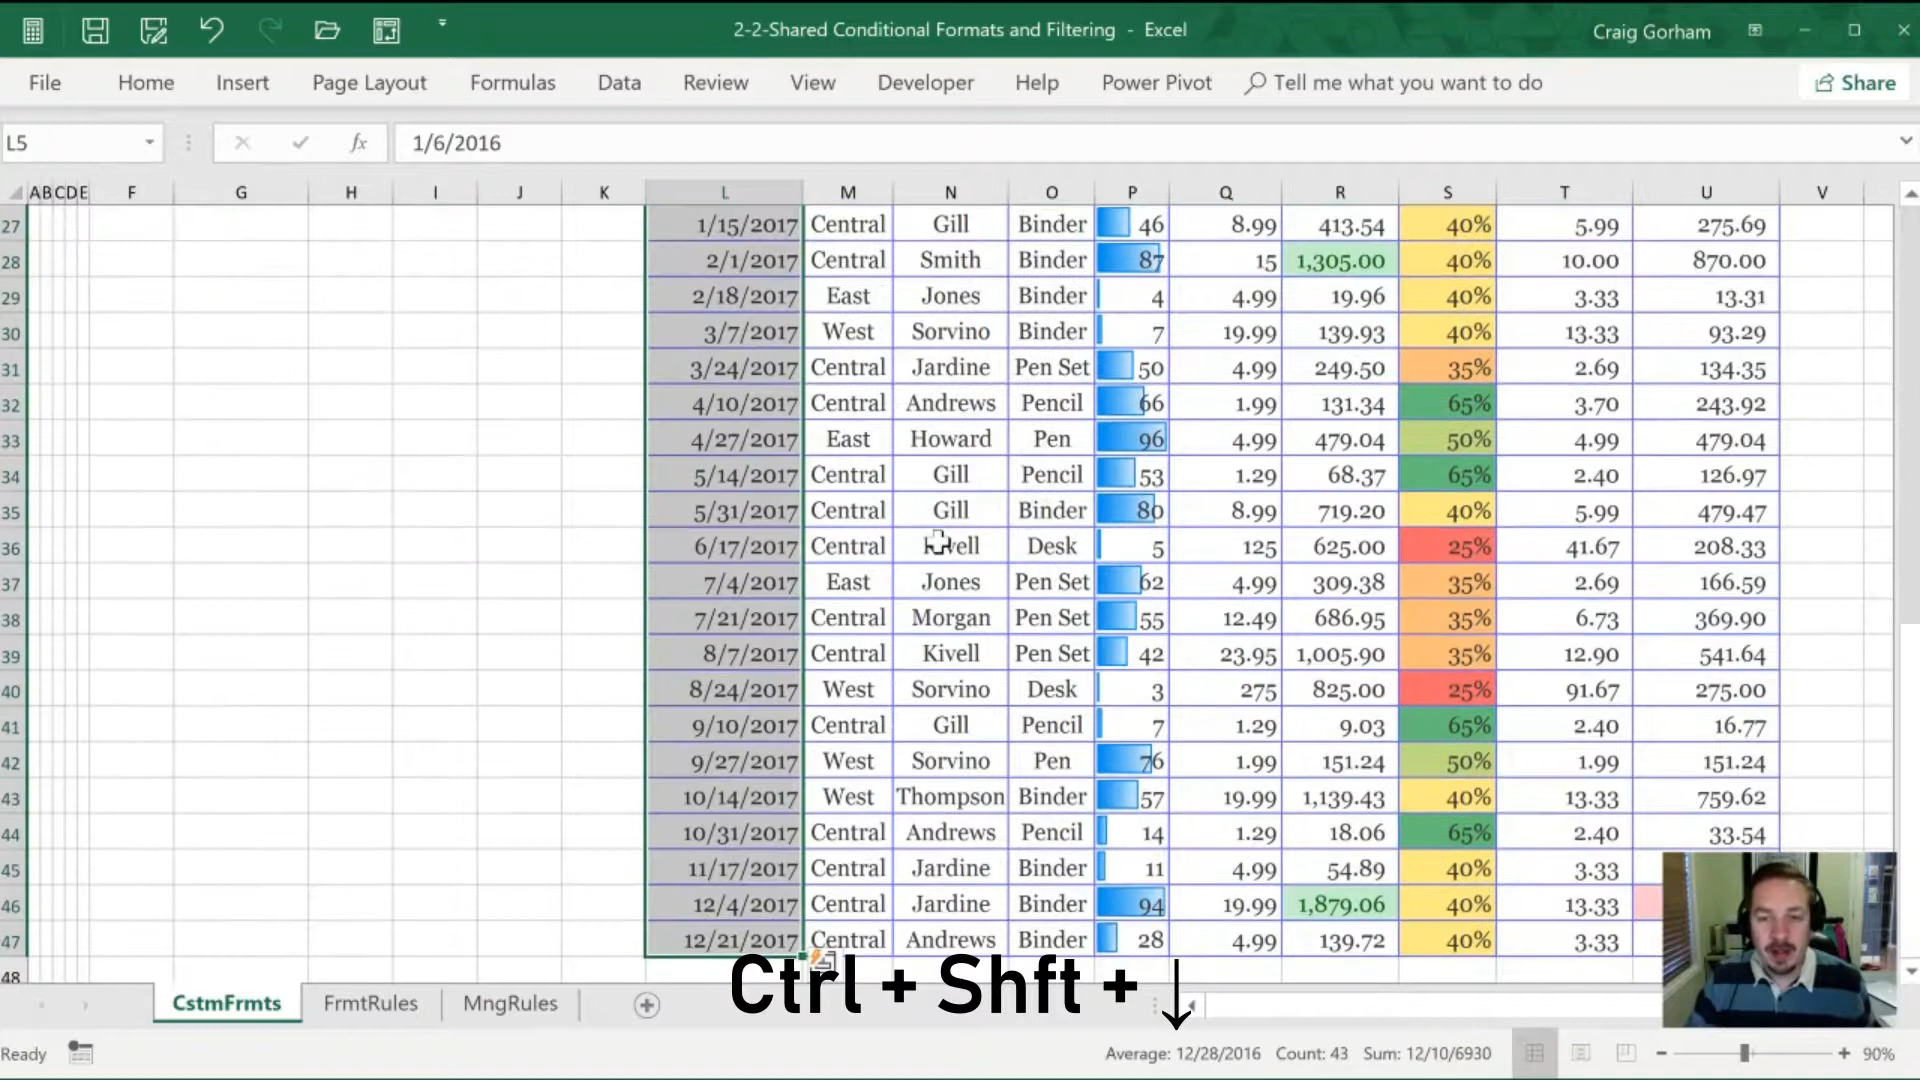 2-2-Shared Conditional Formats and Filtering - Excel
Craig Gorham
File Home Insert Page Layout Formulas Data Review View Developer Help Power Pivot Tell me what you want to do Share
L5 fx 1/6/2016
A B C D E F G H I J K L M N O P Q R S T U V
27 1/15/2017 Central Gill Binder 46 8.99 413.54 40% 5.99 275.69
28 2/1/2017 Central Smith Binder 87 15 1,305.00 40% 10.00 870.00
29 2/18/2017 East Jones Binder 4 4.99 19.96 40% 3.33 13.31
30 3/7/2017 West Sorvino Binder 7 19.99 139.93 40% 13.33 93.29
31 3/24/2017 Central Jardine Pen Set 50 4.99 249.50 35% 2.69 134.35
32 4/10/2017 Central Andrews Pencil 66 1.99 131.34 65% 3.70 243.92
33 4/27/2017 East Howard Pen 96 4.99 479.04 50% 4.99 479.04
34 5/14/2017 Central Gill Pencil 53 1.29 68.37 65% 2.40 126.97
35 5/31/2017 Central Gill Binder 80 8.99 719.20 40% 5.99 479.47
36 6/17/2017 Central Kivell Desk 5 125 625.00 25% 41.67 208.33
37 7/4/2017 East Jones Pen Set 62 4.99 309.38 35% 2.69 166.59
38 7/21/2017 Central Morgan Pen Set 55 12.49 686.95 35% 6.73 369.90
39 8/7/2017 Central Kivell Pen Set 42 23.95 1,005.90 35% 12.90 541.64
40 8/24/2017 West Sorvino Desk 3 275 825.00 25% 91.67 275.00
41 9/10/2017 Central Gill Pencil 7 1.29 9.03 65% 2.40 16.77
42 9/27/2017 West Sorvino Pen 76 1.99 151.24 50% 1.99 151.24
43 10/14/2017 West Thompson Binder 57 19.99 1,139.43 40% 13.33 759.62
44 10/31/2017 Central Andrews Pencil 14 1.29 18.06 65% 2.40 33.54
45 11/17/2017 Central Jardine Binder 11 4.99 54.89 40% 3.33
46 12/4/2017 Central Jardine Binder 94 19.99 1,879.06 40% 13.33
47 12/21/2017 Central Andrews Binder 28 4.99 139.72 40% 3.33
48
Ctrl + Shft + ↓
CstmFrmts FrmtRules MngRules
Ready Average: 12/28/2016 Count: 43 Sum: 12/10/6930 90%